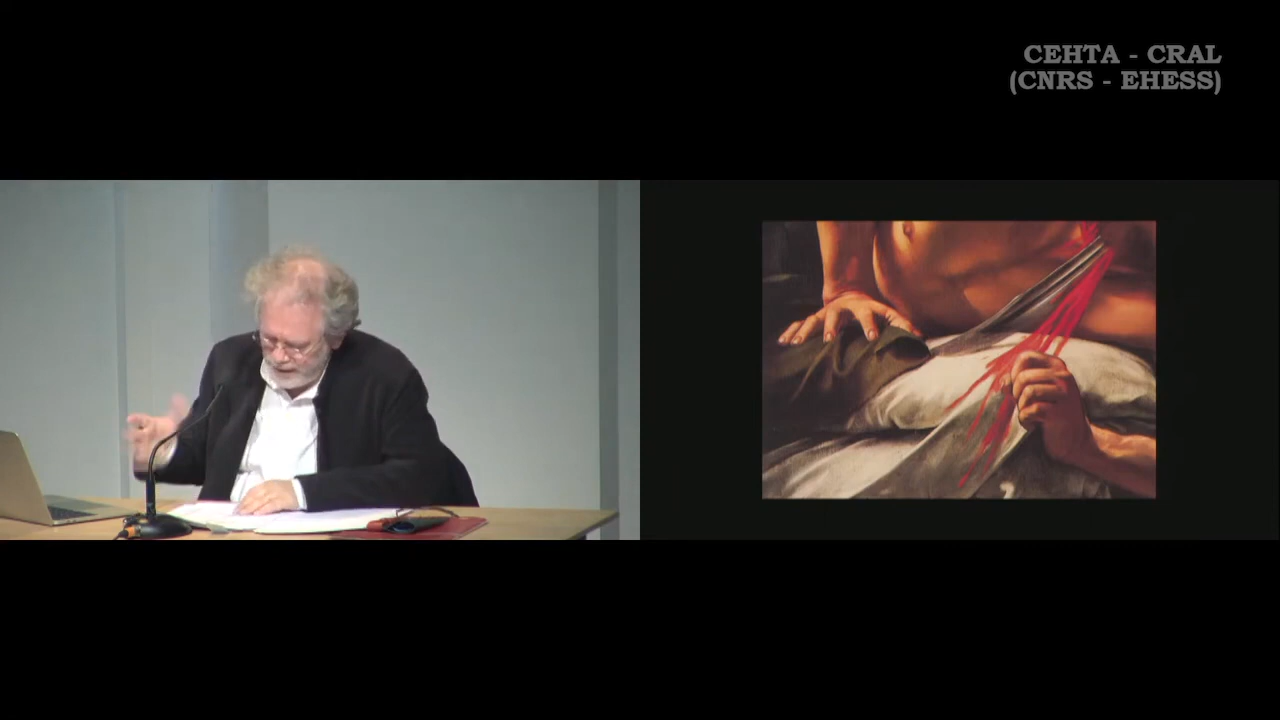 CEHTA - CRAL
(CNRS - EHESS)